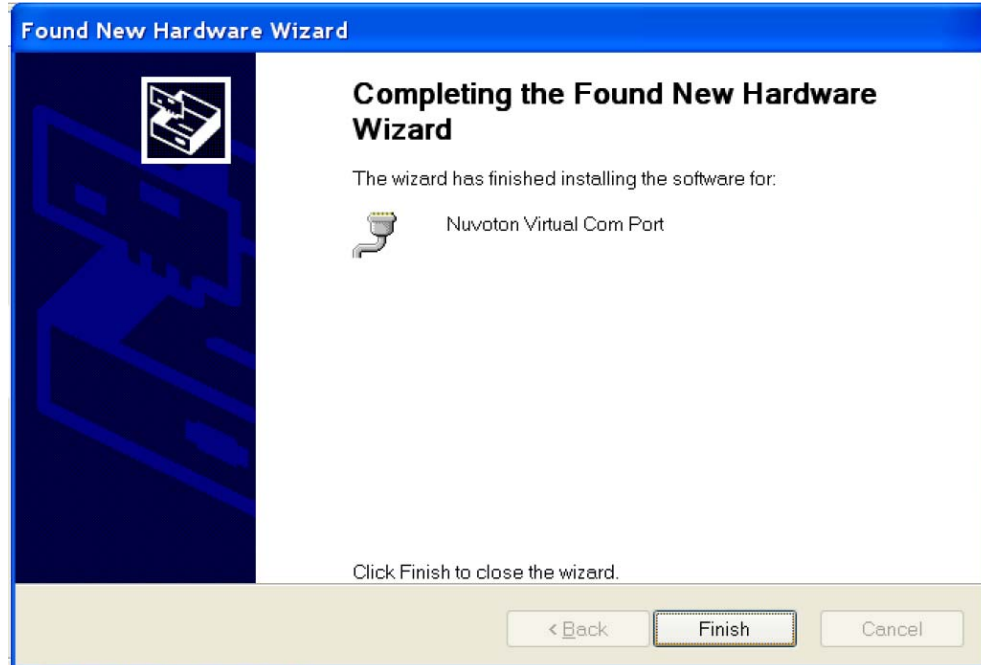 Found New Hardware Wizard
Completing the Found New Hardware
Wizard
The wizard has finished installing the software for:
Nuvoton Virtual Com Port
Click Finish to close the wizard.
< Back Finish Cancel